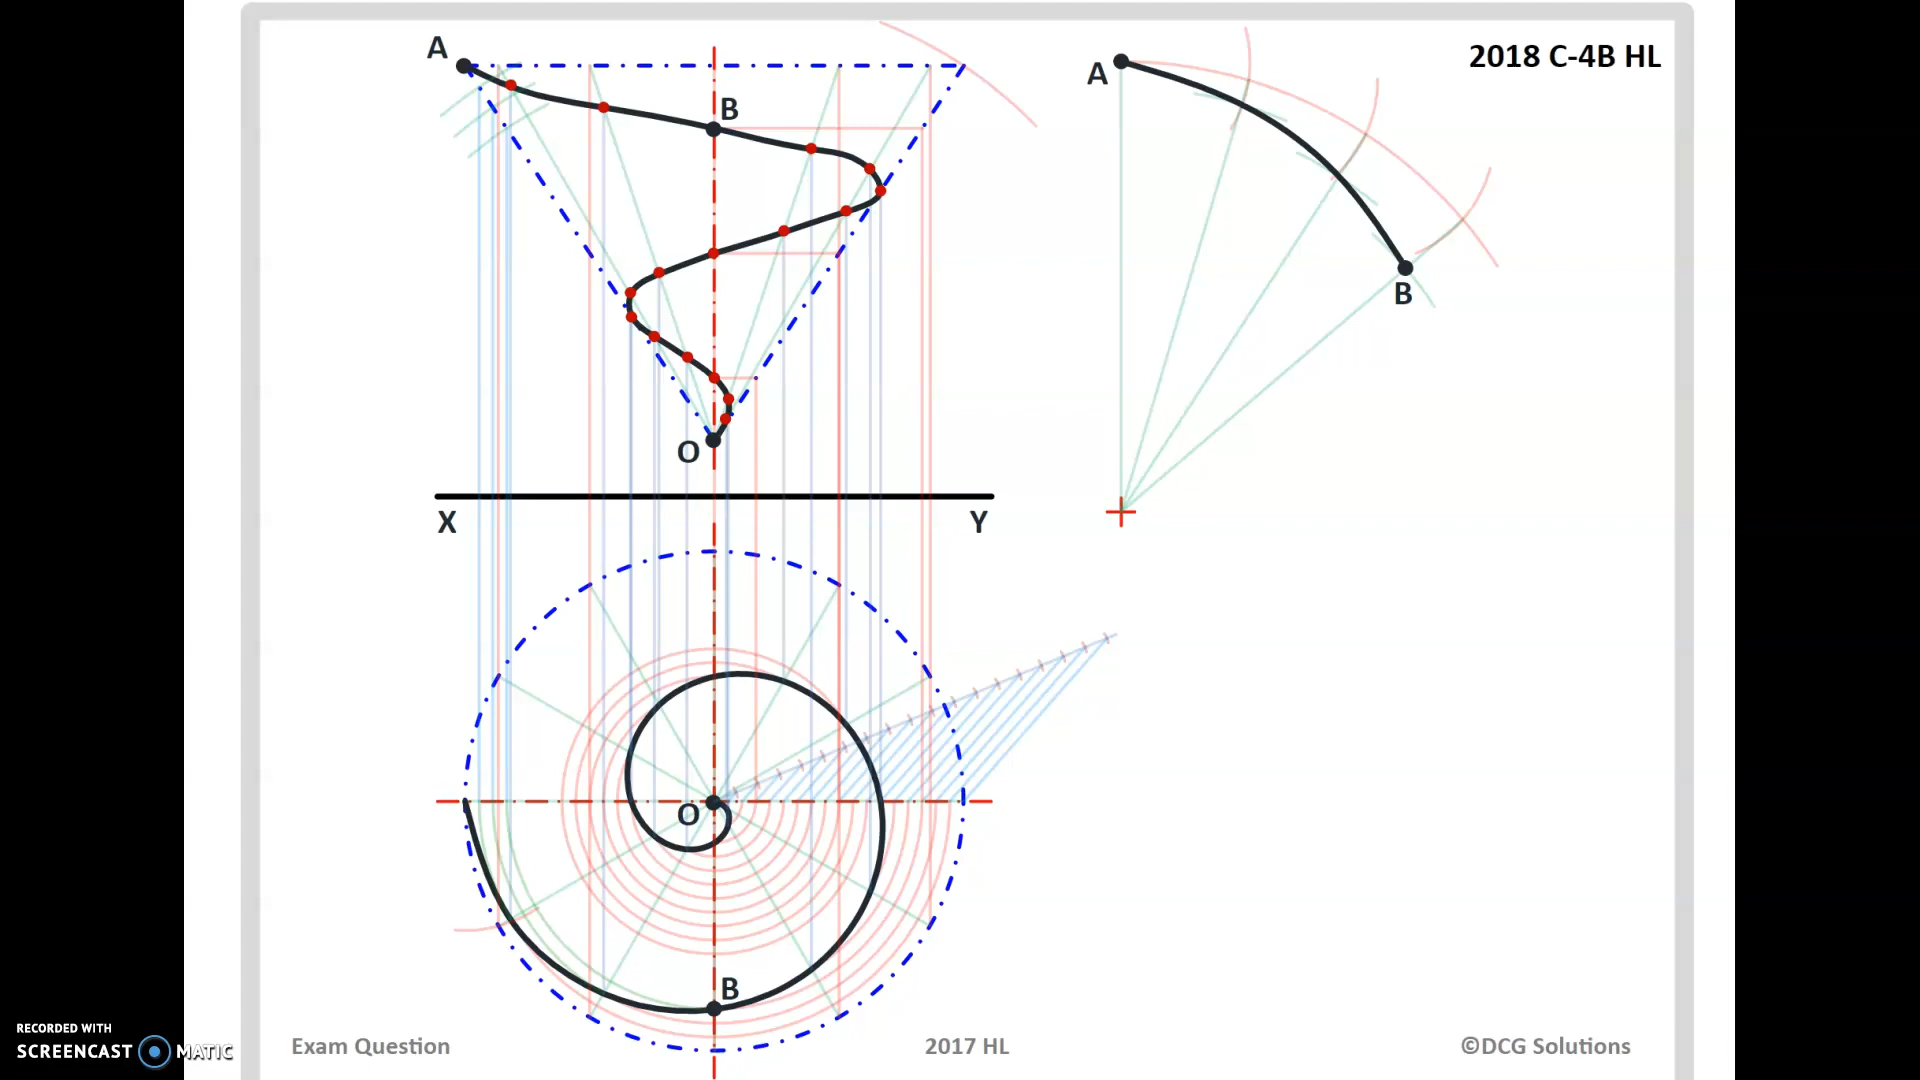 2018 C-4B HL
A
B
O
X
Y
O
B
A
B
Exam Question
2017 HL
©DCG Solutions
RECORDED WITH
SCREENCAST MATIC